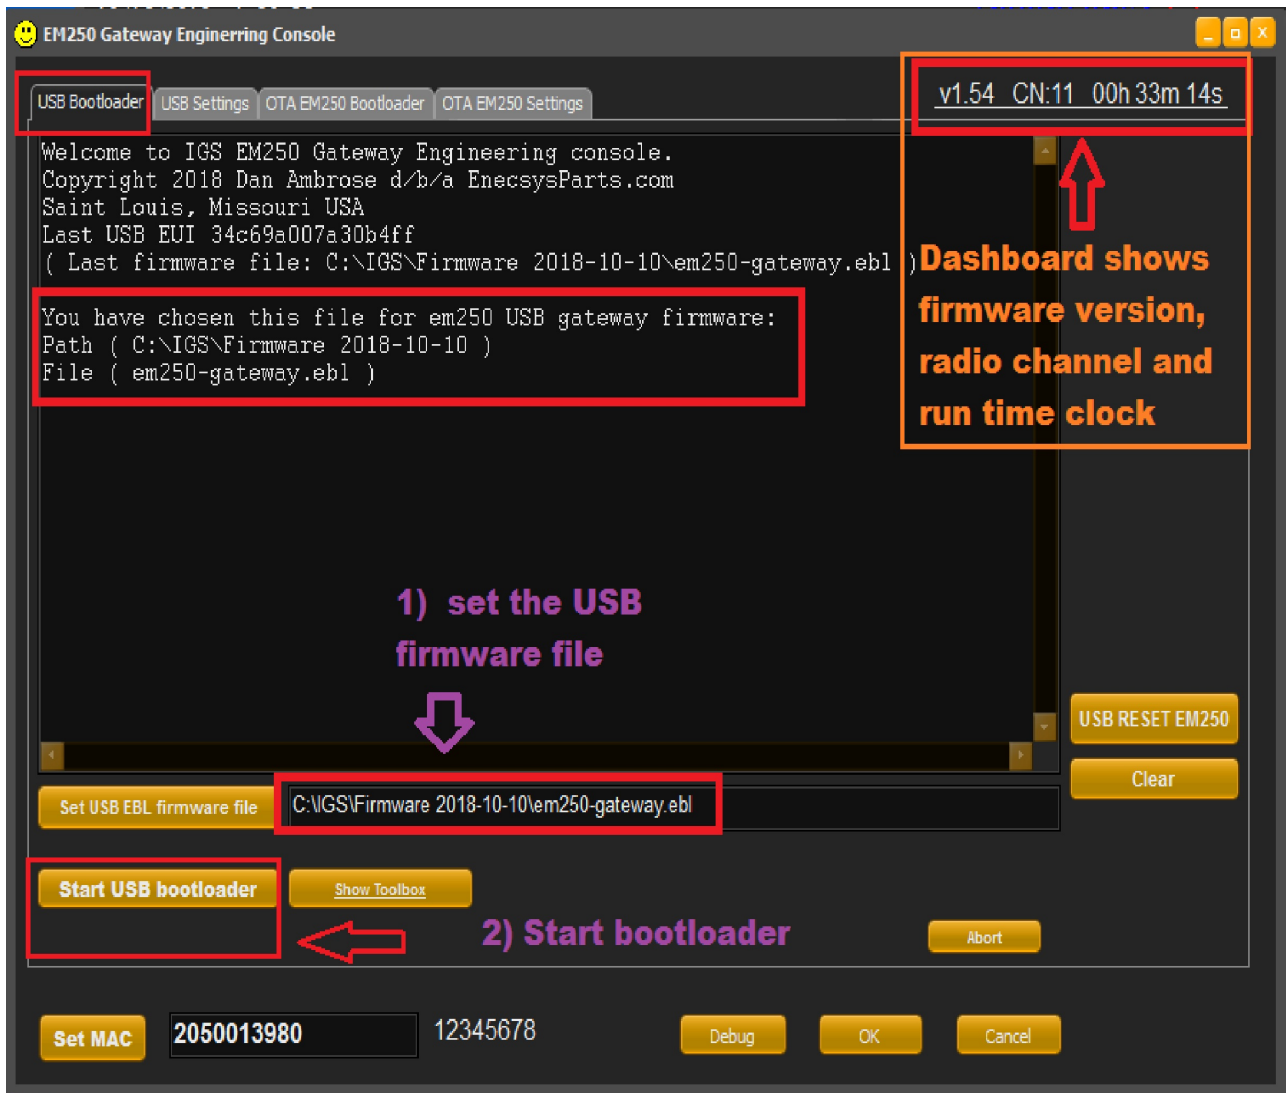 EM250 Gateway Enginerring Console
USB Bootloader
USB Settings
OTA EM250 Bootloader
OTA EM250 Settings
v1.54 CN:11 00h 33m 14s
Welcome to IGS EM250 Gateway Engineering console.
Copyright 2018 Dan Ambrose d/b/a EnecsysParts.com
Saint Louis, Missouri USA
Last USB EUI 34c69a007a30b4ff
( Last firmware file: C:\IGS\Firmware 2018-10-10\em250-gateway.ebl )
You have chosen this file for em250 USB gateway firmware:
Path ( C:\IGS\Firmware 2018-10-10 )
File ( em250-gateway.ebl )
Dashboard shows
firmware version,
radio channel and
run time clock
1) set the USB
firmware file
USB RESET EM250
Clear
Set USB EBL firmware file
C:\IGS\Firmware 2018-10-10\em250-gateway.ebl
Start USB bootloader
Show Toolbox
2) Start bootloader
Abort
Set MAC
2050013980
12345678
Debug
OK
Cancel